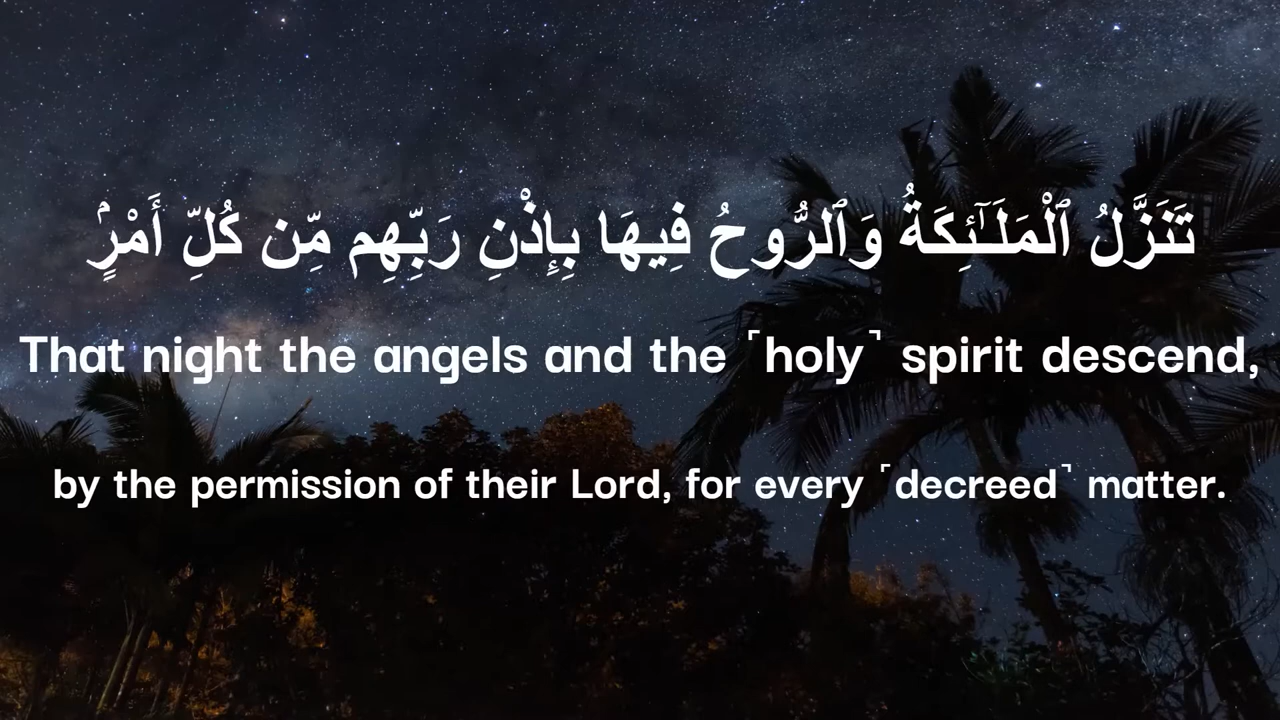 تَنَزَّلُ ٱلْمَلَـٰٓئِكَةُ وَٱلرُّوحُ فِيهَا بِإِذْنِ رَبِّهِم مِّن كُلِّ أَمْرٍۢ
That night the angels and the ˹holy˺ spirit descend,
by the permission of their Lord, for every ˹decreed˺ matter.